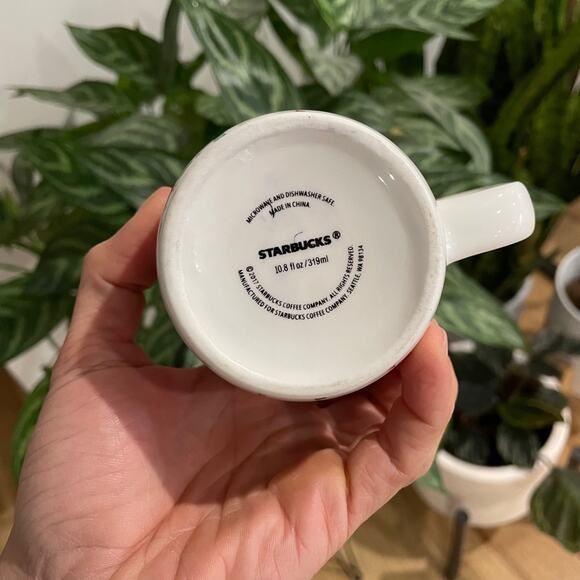 MICROWAVE AND DISHWASHER SAFE.
MADE IN CHINA
STARBUCKS®
10.8 fl oz/319ml
©2017 STARBUCKS COFFEE COMPANY. ALL RIGHTS RESERVED.
MANUFACTURED FOR STARBUCKS COFFEE COMPANY, SEATTLE, WA 98134